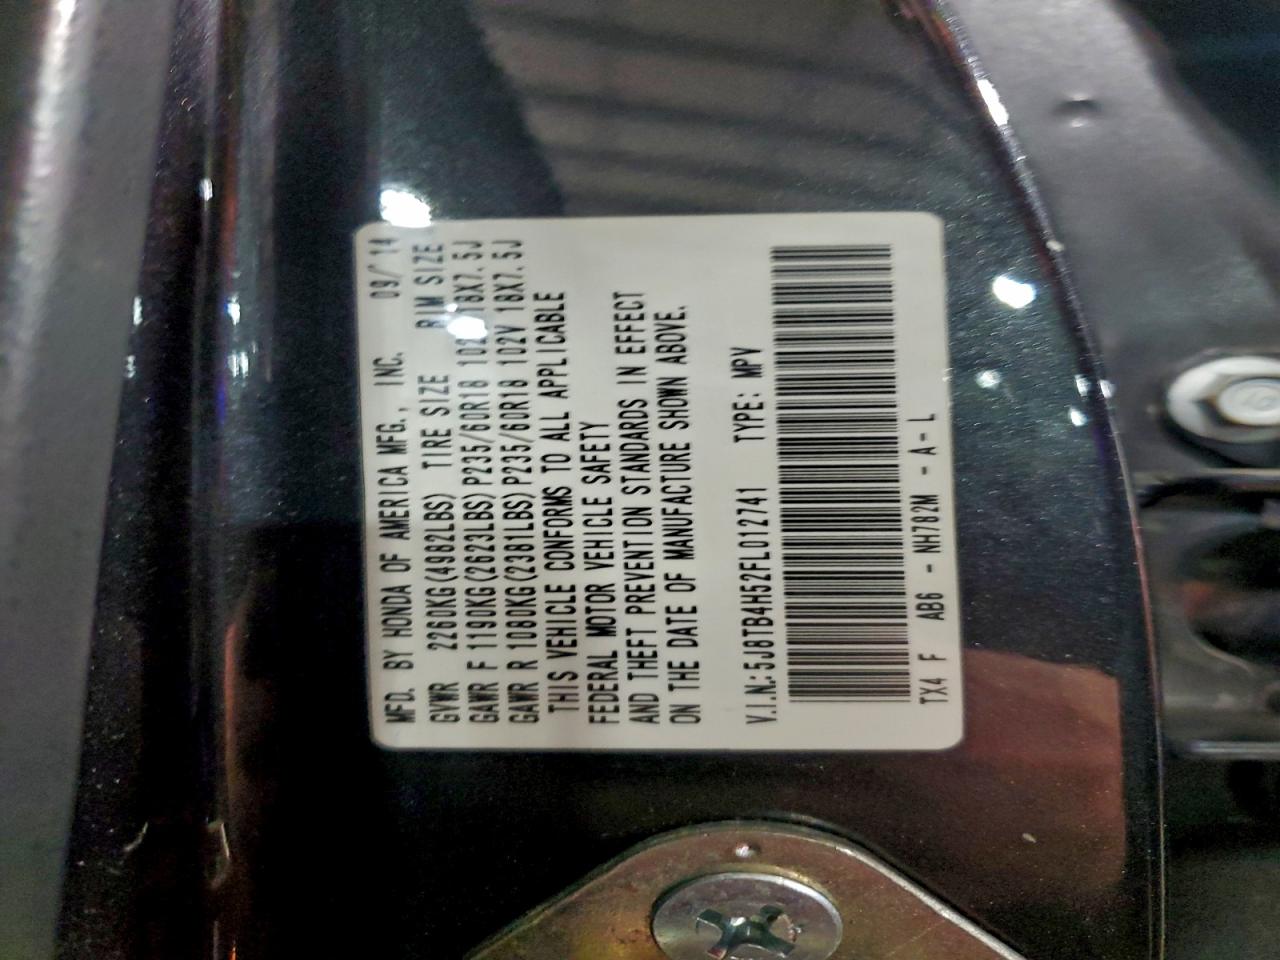 MFD. BY HONDA OF AMERICA MFG., INC. 09/14
GVWR 2260KG(4982LBS) TIRE SIZE RIM SIZE
GAWR F 1190KG(2623LBS)P235/60R18 102V 18X7.5J
GAWR R 1080KG(2381LBS)P235/60R18 102V 18X7.5J
THIS VEHICLE CONFORMS TO ALL APPLICABLE
FEDERAL MOTOR VEHICLE SAFETY
AND THEFT PREVENTION STANDARDS IN EFFECT
ON THE DATE OF MANUFACTURE SHOWN ABOVE.
V.I.N.:5J8TB4H52FL012741 TYPE: MPV
TX4 F AB6 - NH782M - A - L